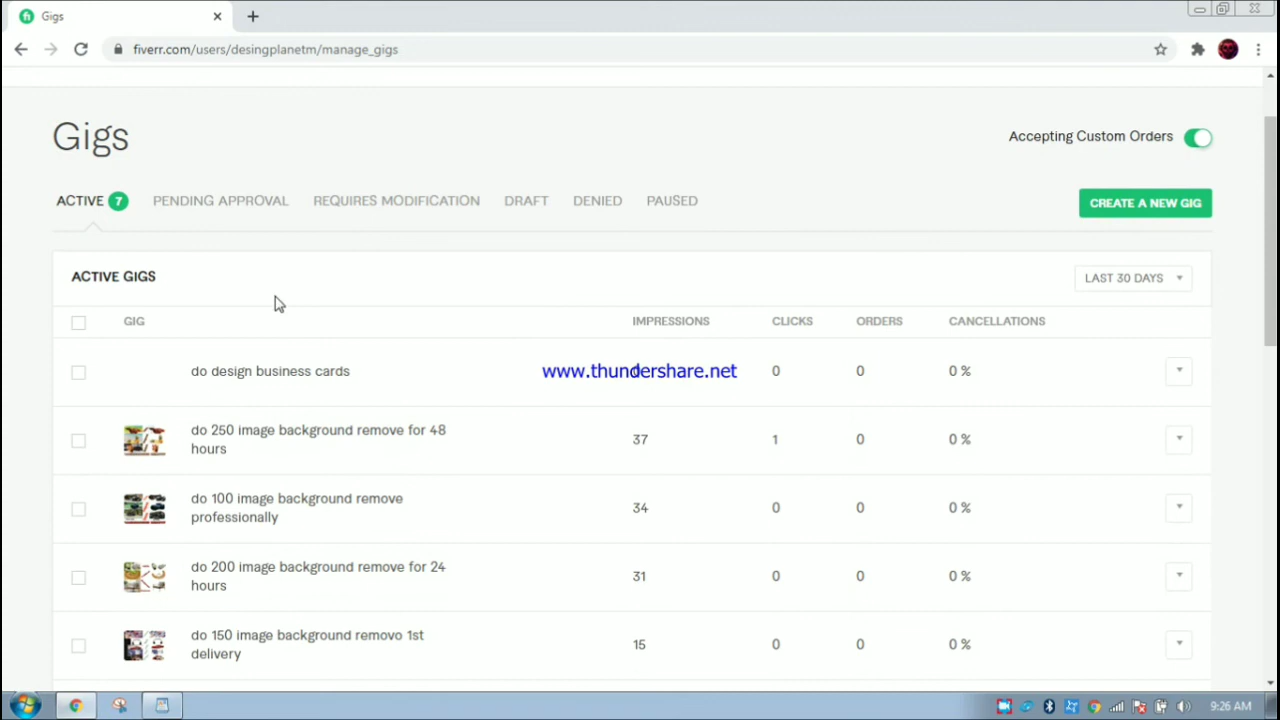 Gigs
fiverr.com/users/desingplanetm/manage_gigs
Gigs
Accepting Custom Orders
ACTIVE 7 PENDING APPROVAL REQUIRES MODIFICATION DRAFT DENIED PAUSED
CREATE A NEW GIG
ACTIVE GIGS
LAST 30 DAYS
GIG IMPRESSIONS CLICKS ORDERS CANCELLATIONS
do design business cards www.thundershare.net 0 0 0 %
do 250 image background remove for 48
hours
37 1 0 0 %
do 100 image background remove
professionally
34 0 0 0 %
do 200 image background remove for 24
hours
31 0 0 0 %
do 150 image background removo 1st
delivery
15 0 0 0 %
9:26 AM